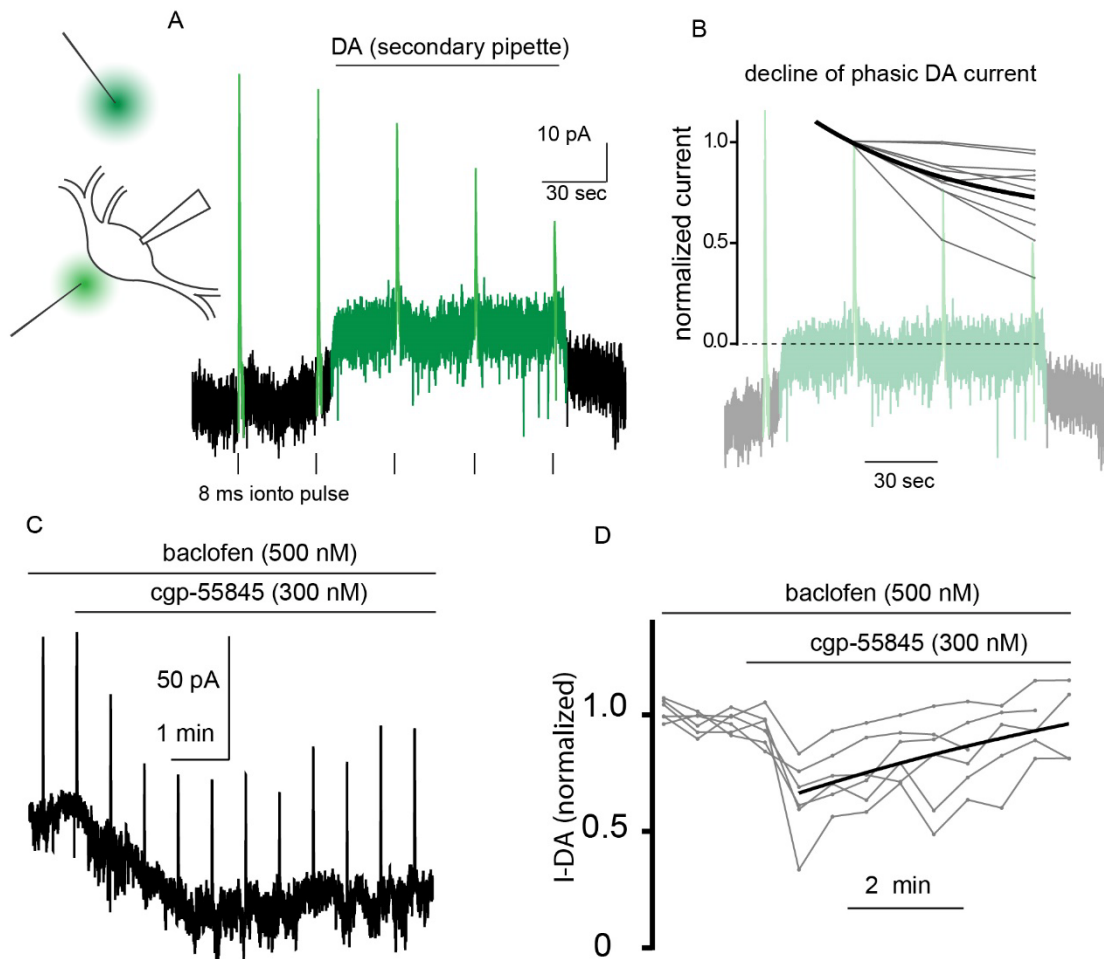 A
DA (secondary pipette)
10 pA
30 sec
8 ms ionto pulse
B
decline of phasic DA current
normalized current
1.0
0.5
0.0
30 sec
C
baclofen (500 nM)
cgp-55845 (300 nM)
50 pA
1 min
D
baclofen (500 nM)
cgp-55845 (300 nM)
I-DA (normalized)
1.0
0.5
0
2 min